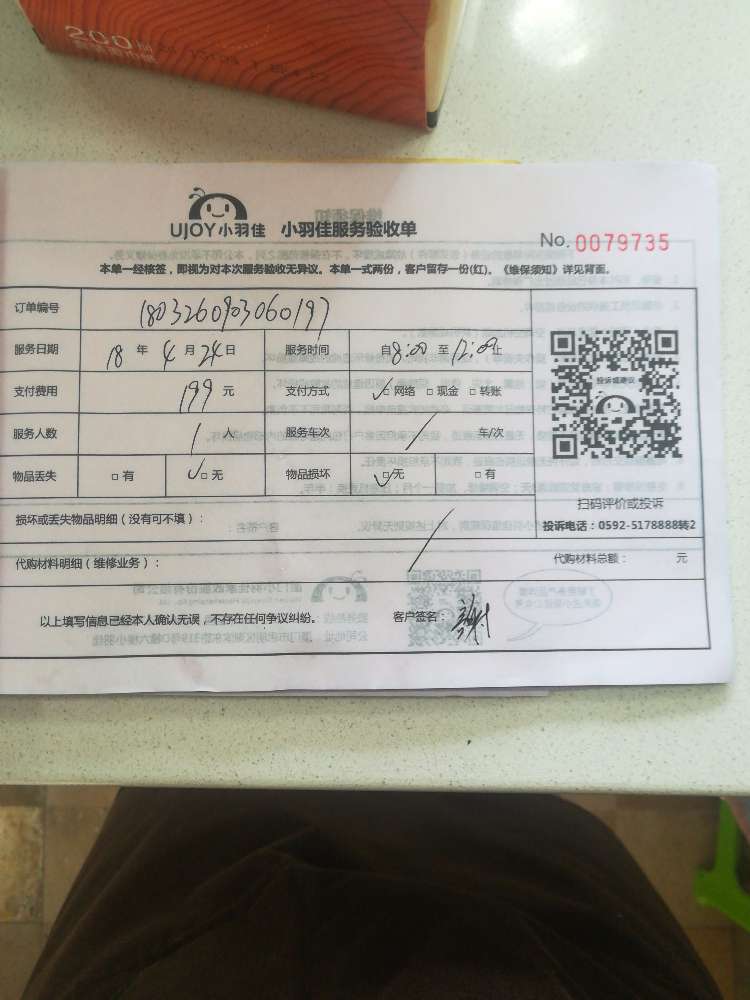 200
UJOY小羽佳 小羽佳服务验收单
No. 0079735
本单一经核签，即视为对本次服务验收无异议。本单一式两份，客户留存一份(红)。《维保须知》详见背面。
订单编号 1803260903060197
服务日期 18 年 4 月 24 日 服务时间 自 8:00 至 12:00 止
支付费用 199 元 支付方式 ✓□ 网络 □ 现金 □ 转账
服务人数 1 人 服务车次 / 车/次
物品丢失 □ 有 ✓□ 无 物品损坏 ✓□ 无 □ 有
投诉或建议
扫码评价或投诉
投诉电话：0592-5178888转2
损坏或丢失物品明细（没有可不填）：
代购材料明细（维修业务）： / 代购材料总额： 元
以上填写信息已经本人确认无误，不存在任何争议纠纷。 客户签名：